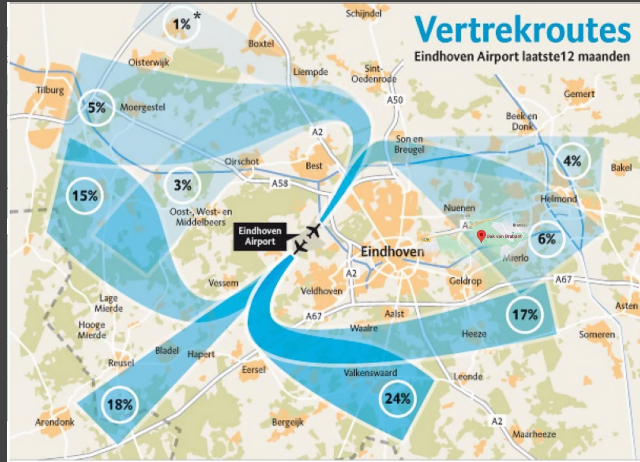 Vertrekroutes
Eindhoven Airport laatste12 maanden
1%*
Schijndel
Boxtel
Oisterwijk
Liempde
Sint-
Oedenrode
Tilburg
5%
Moergestel
A50
Gemert
Beek en
Donk
A2
Son en
Breugel
4%
Bakel
Oirschot
Best
A58
3%
15%
Oost-, West- en
Middelbeers
Nuenen
Helmond
Eindhoven
Airport
Eindhoven
6%
Mierlo
Vessem
A2
Geldrop
A67
Veldhoven
Lage
Mierde
A67
Aalst
17%
Asten
Hooge
Mierde
Waalre
Heeze
Someren
Bladel
Hapert
Reusel
Eersel
Valkenswaard
Leonde
18%
24%
Arendonk
Bergeijk
A2
Maarheeze